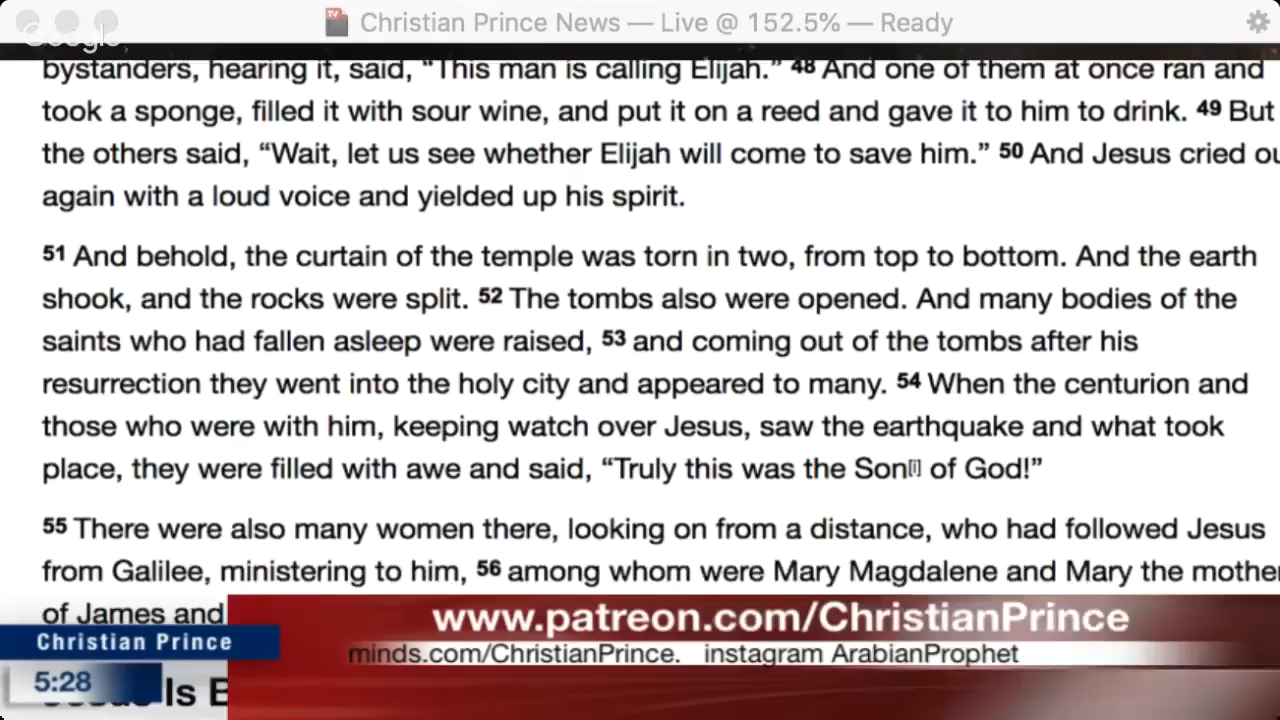 Christian Prince News — Live @ 152.5% — Ready
Google
bystanders, hearing it, said, “This man is calling Elijah.” 48 And one of them at once ran and
took a sponge, filled it with sour wine, and put it on a reed and gave it to him to drink. 49 But
the others said, “Wait, let us see whether Elijah will come to save him.” 50 And Jesus cried ou
again with a loud voice and yielded up his spirit.
51 And behold, the curtain of the temple was torn in two, from top to bottom. And the earth
shook, and the rocks were split. 52 The tombs also were opened. And many bodies of the
saints who had fallen asleep were raised, 53 and coming out of the tombs after his
resurrection they went into the holy city and appeared to many. 54 When the centurion and
those who were with him, keeping watch over Jesus, saw the earthquake and what took
place, they were filled with awe and said, “Truly this was the Son[i] of God!”
55 There were also many women there, looking on from a distance, who had followed Jesus
from Galilee, ministering to him, 56 among whom were Mary Magdalene and Mary the mother
of James and
www.patreon.com/ChristianPrince
Christian Prince
minds.com/ChristianPrince. instagram ArabianProphet
5:28
Is B